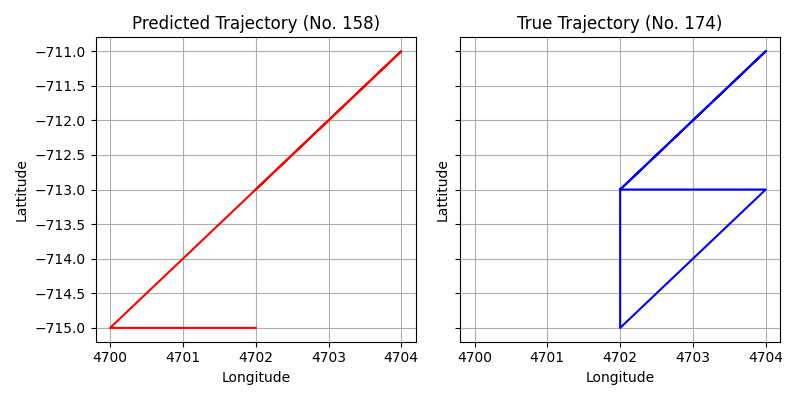 Predicted Trajectory (No. 158)
Lattitude
−711.0
−711.5
−712.0
−712.5
−713.0
−713.5
−714.0
−714.5
−715.0
4700 4701 4702 4703 4704
Longitude
True Trajectory (No. 174)
Lattitude
4700 4701 4702 4703 4704
Longitude